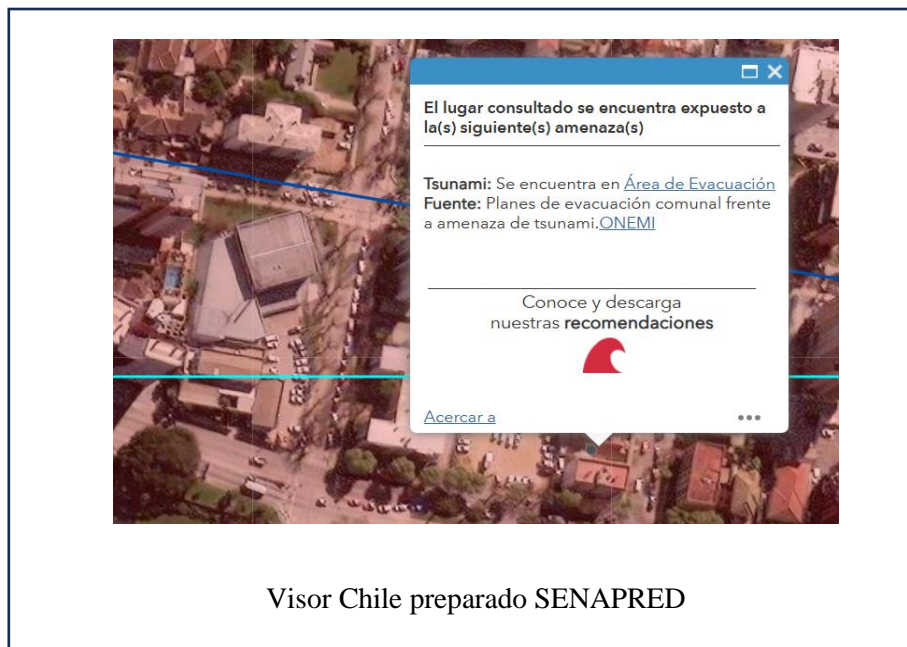 El lugar consultado se encuentra expuesto a
la(s) siguiente(s) amenaza(s)
Tsunami: Se encuentra en Área de Evacuación
Fuente: Planes de evacuación comunal frente
a amenaza de tsunami.ONEMI
Conoce y descarga
nuestras recomendaciones
Acercar a
Visor Chile preparado SENAPRED